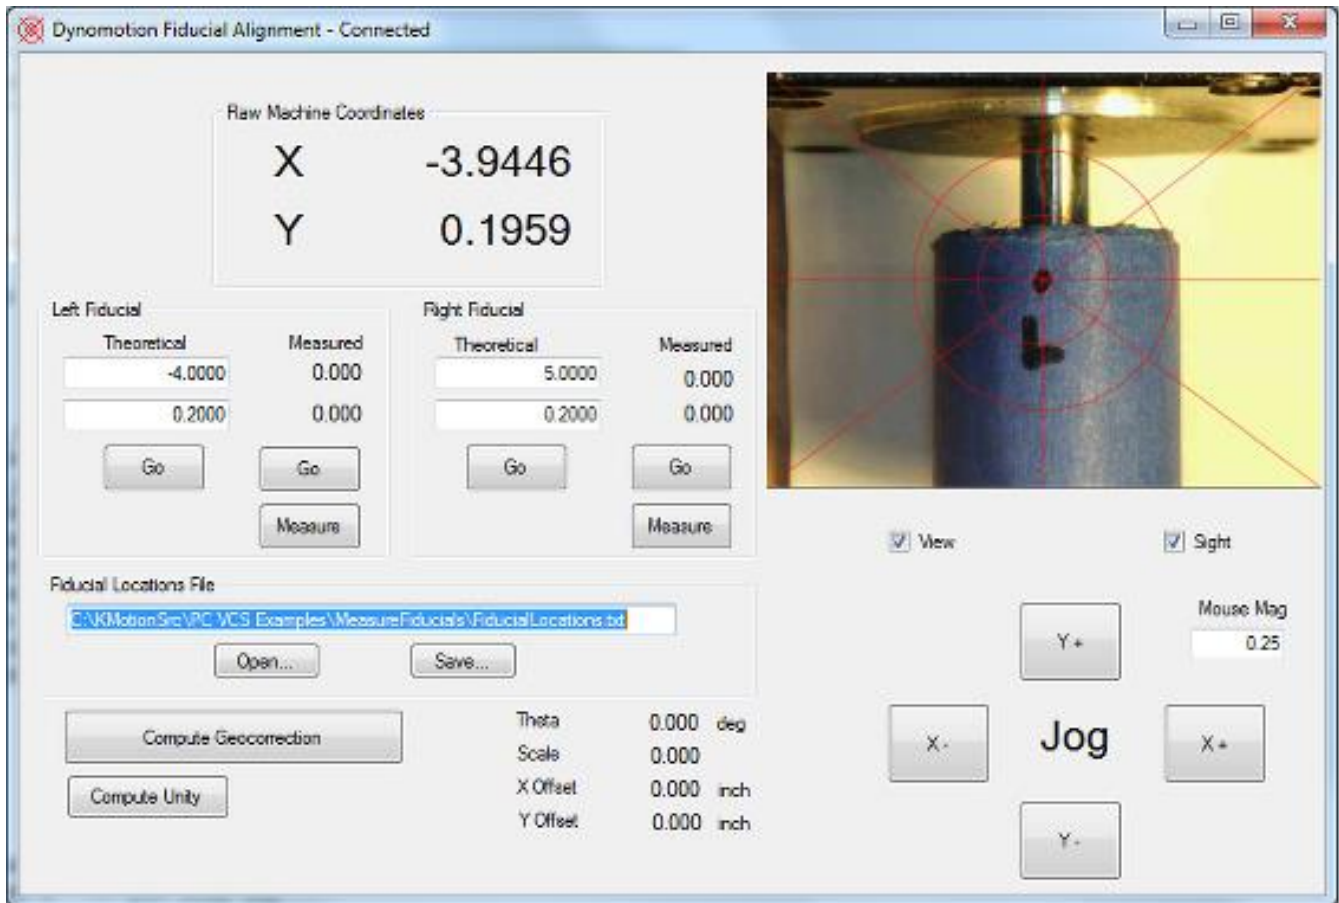 Dynomotion Fiducial Alignment - Connected
Raw Machine Coordinates
X -3.9446
Y 0.1959
Left Fiducial
Theoretical Measured
-4.0000 0.000
0.2000 0.000
Go Go
Measure
Right Fiducial
Theoretical Measured
5.0000 0.000
0.2000 0.000
Go Go
Measure
L
View Sight
Fiducial Locations File
C:\KMotionSrc\PC VCS Examples\MeasureFiducials\FiducialLocations.txt
Open... Save...
Compute Geocorrection
Compute Unity
Theta 0.000 deg
Scale 0.000
X Offset 0.000 inch
Y Offset 0.000 inch
Mouse Mag
0.25
Y +
X - Jog X +
Y -